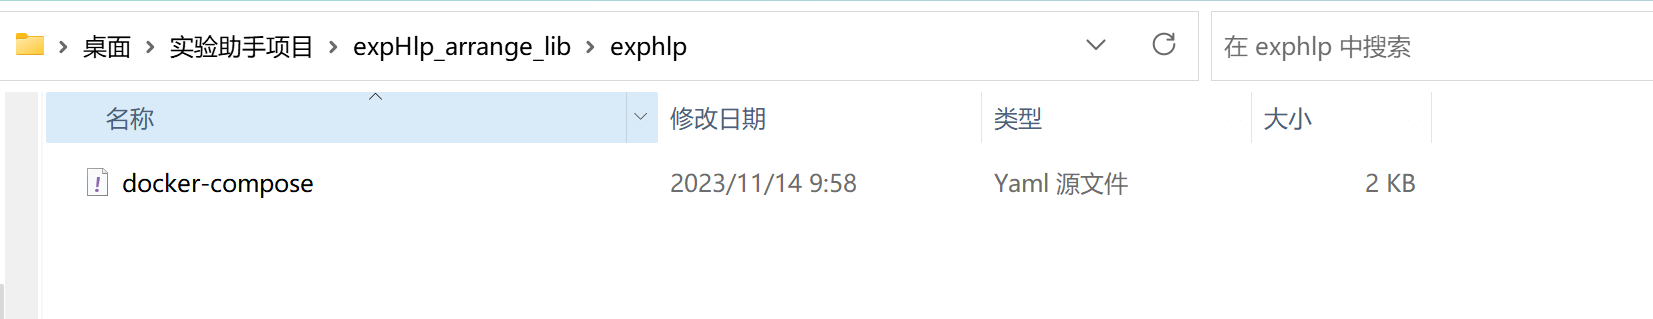 桌面 实验助手项目 expHlp_arrange_lib exphlp 在 exphlp 中搜索
名称 修改日期 类型 大小
docker-compose 2023/11/14 9:58 Yaml 源文件 2 KB